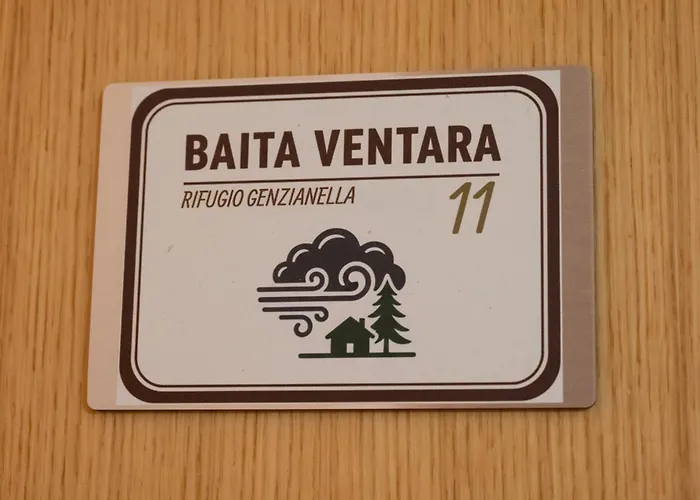 BAITA VENTARA
RIFUGIO GENZIANELLA
11